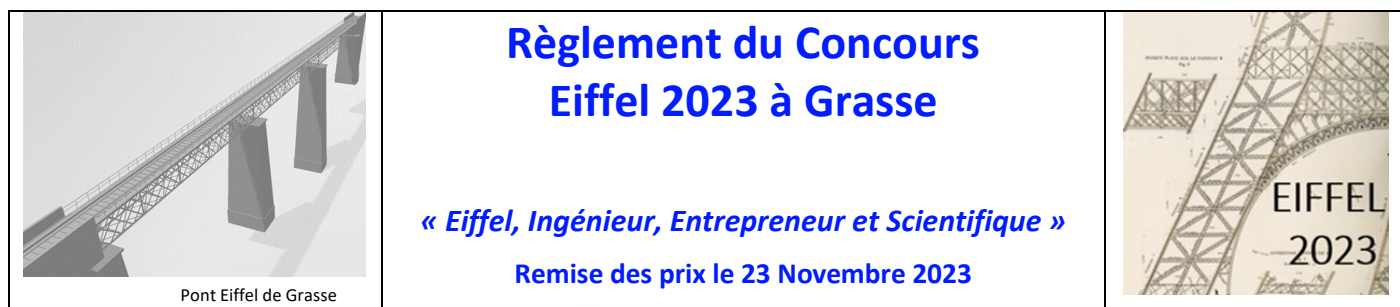 Règlement du Concours
Eiffel 2023 à Grasse
« Eiffel, Ingénieur, Entrepreneur et Scientifique »
Remise des prix le 23 Novembre 2023
Pont Eiffel de Grasse
EIFFEL
2023